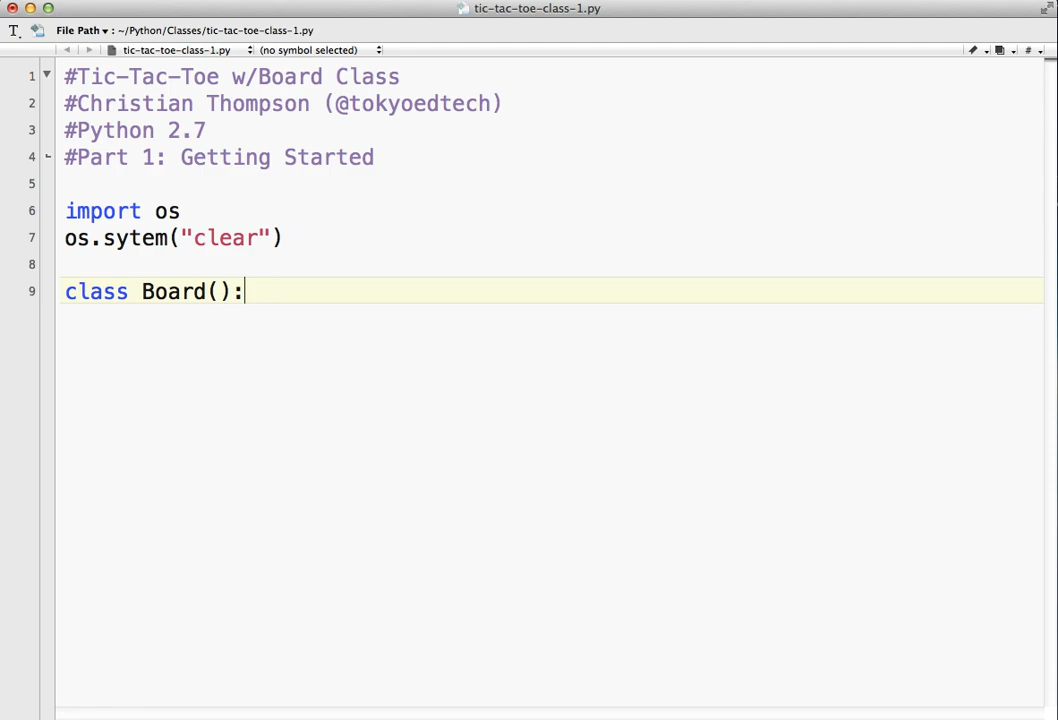 tic-tac-toe-class-1.py
File Path : ~/Python/Classes/tic-tac-toe-class-1.py
tic-tac-toe-class-1.py (no symbol selected) #
1 #Tic-Tac-Toe w/Board Class
2 #Christian Thompson (@tokyoedtech)
3 #Python 2.7
4 #Part 1: Getting Started
5
6 import os
7 os.sytem("clear")
8
9 class Board():